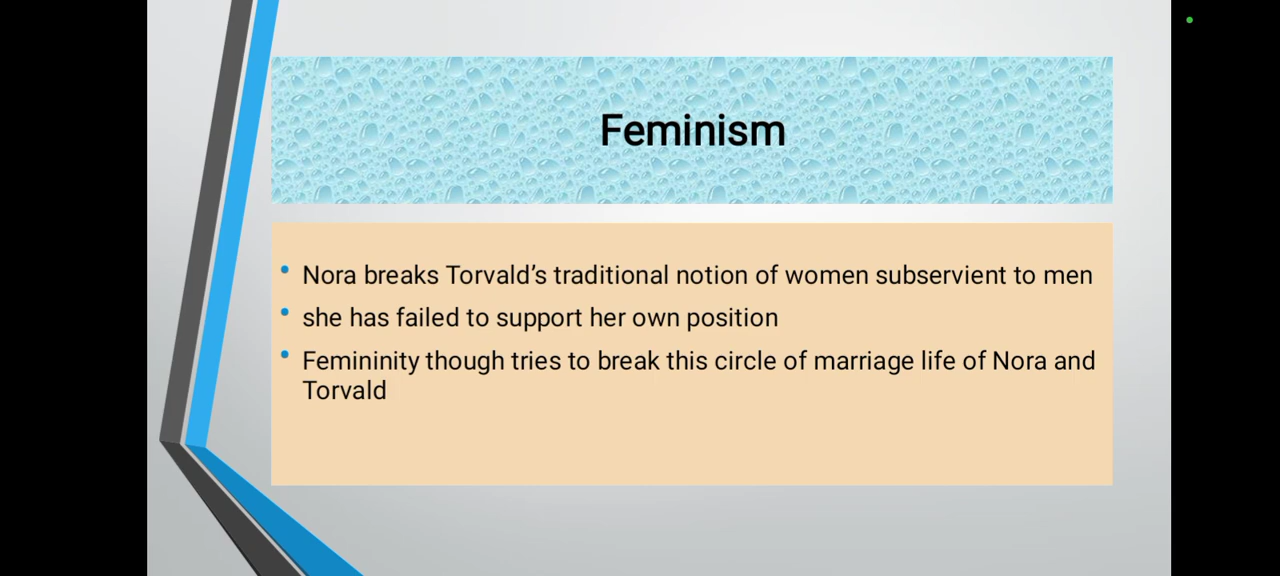 Feminism
• Nora breaks Torvald’s traditional notion of women subservient to men
• she has failed to support her own position
• Femininity though tries to break this circle of marriage life of Nora and
Torvald